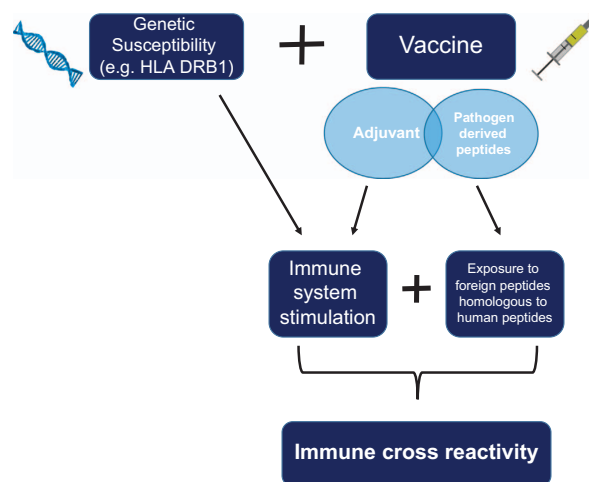 Genetic
Susceptibility
(e.g. HLA DRB1)
+
Vaccine
Adjuvant
Pathogen
derived
peptides
Immune
system
stimulation
+
Exposure to
foreign peptides
homologous to
human peptides
Immune cross reactivity